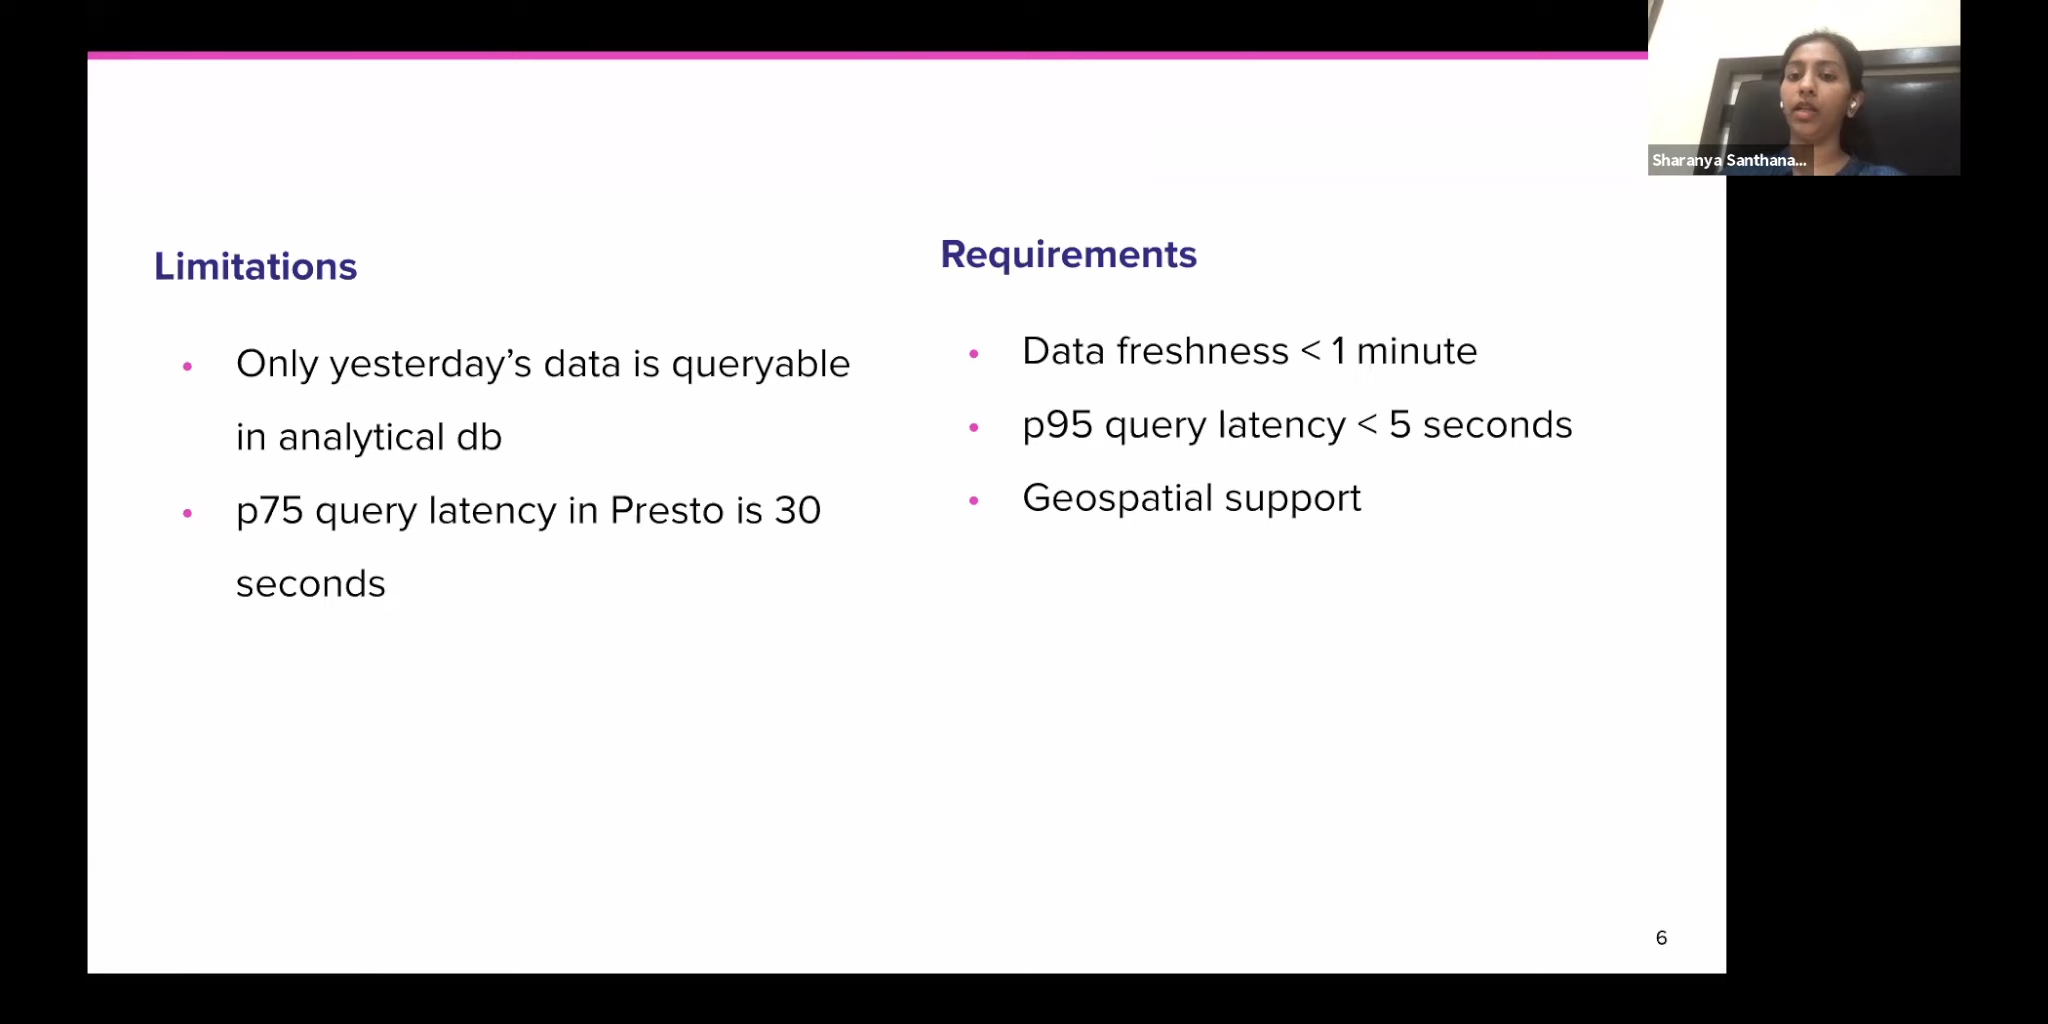 Sharanya Santhana...
Limitations
• Only yesterday’s data is queryable
in analytical db
• p75 query latency in Presto is 30
seconds
Requirements
• Data freshness < 1 minute
• p95 query latency < 5 seconds
• Geospatial support
6